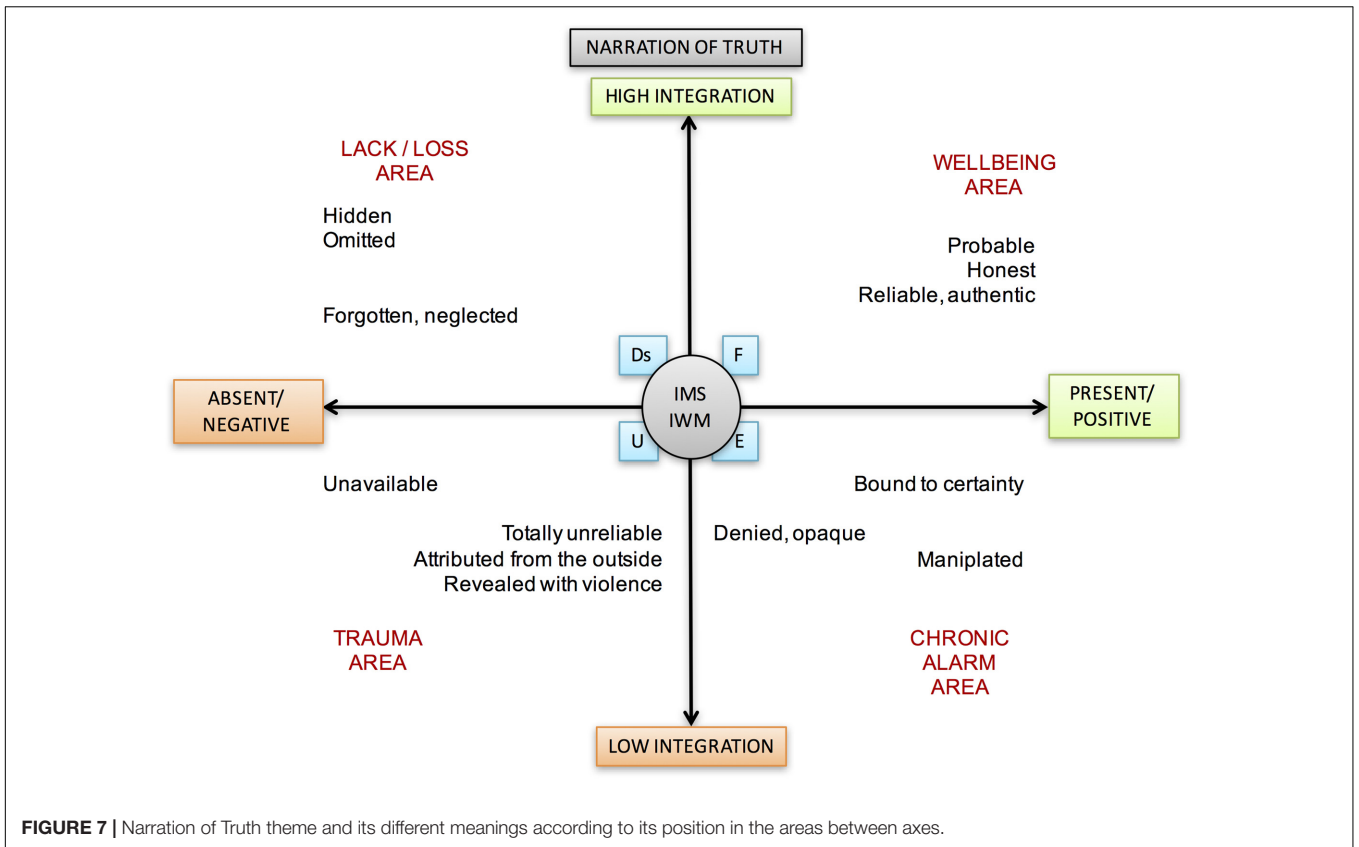 NARRATION OF TRUTH
HIGH INTEGRATION
LACK / LOSS
AREA
Hidden
Omitted
Forgotten, neglected
WELLBEING
AREA
Probable
Honest
Reliable, authentic
Ds
F
ABSENT/
NEGATIVE
IMS
IWM
PRESENT/
POSITIVE
U
E
Unavailable
Totally unreliable
Attributed from the outside
Revealed with violence
TRAUMA
AREA
Bound to certainty
Denied, opaque
Maniplated
CHRONIC
ALARM
AREA
LOW INTEGRATION
FIGURE 7 | Narration of Truth theme and its different meanings according to its position in the areas between axes.